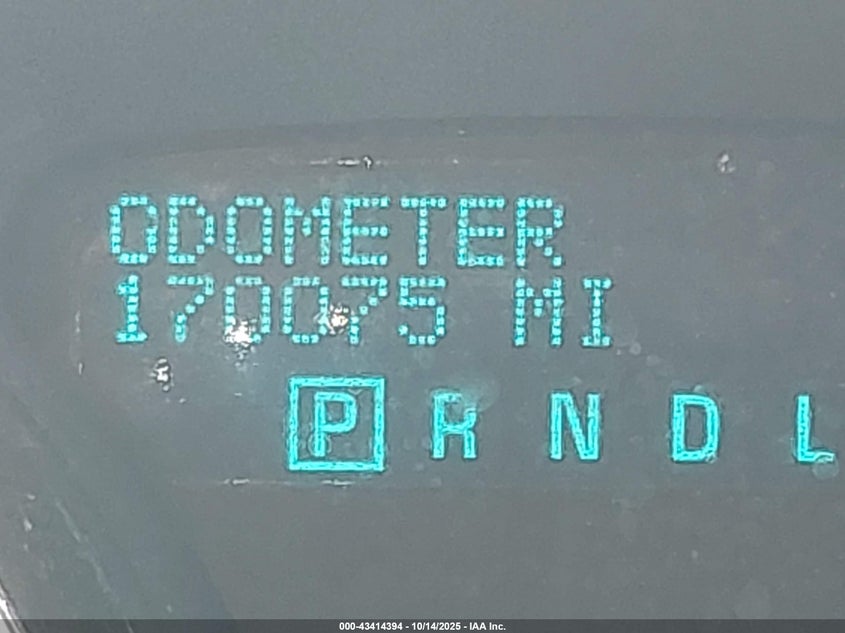 ODOMETER
170075 MI
P R N D L
000-43414394 - 10/14/2025 - IAA Inc.